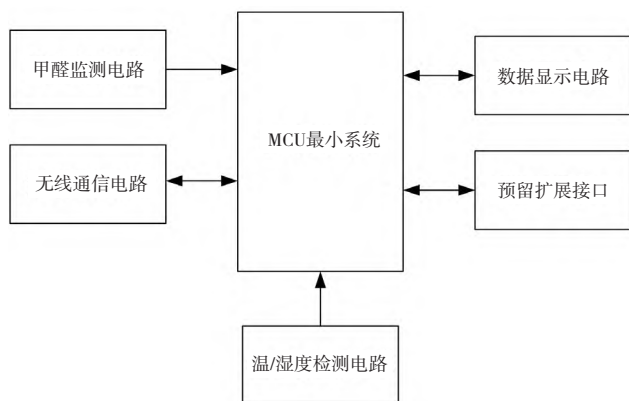 甲醛监测电路
数据显示电路
MCU最小系统
无线通信电路
预留扩展接口
温/湿度检测电路